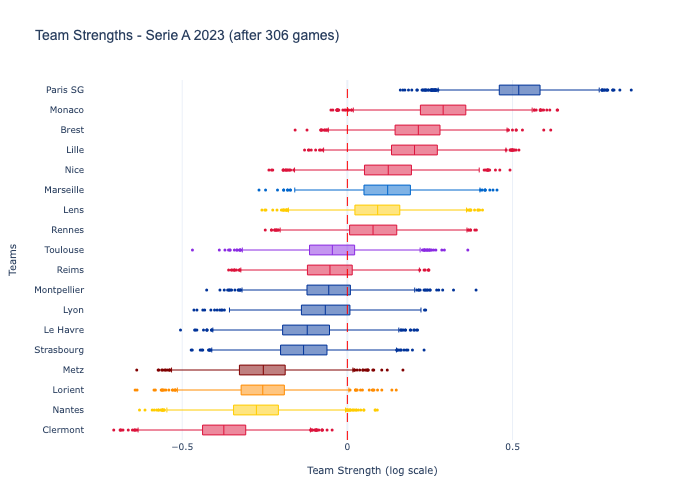 Team Strengths - Serie A 2023 (after 306 games)
Paris SG
Monaco
Brest
Lille
Nice
Marseille
Lens
Rennes
Toulouse
Reims
Montpellier
Lyon
Le Havre
Strasbourg
Metz
Lorient
Nantes
Clermont
Teams
−0.5
0
0.5
Team Strength (log scale)